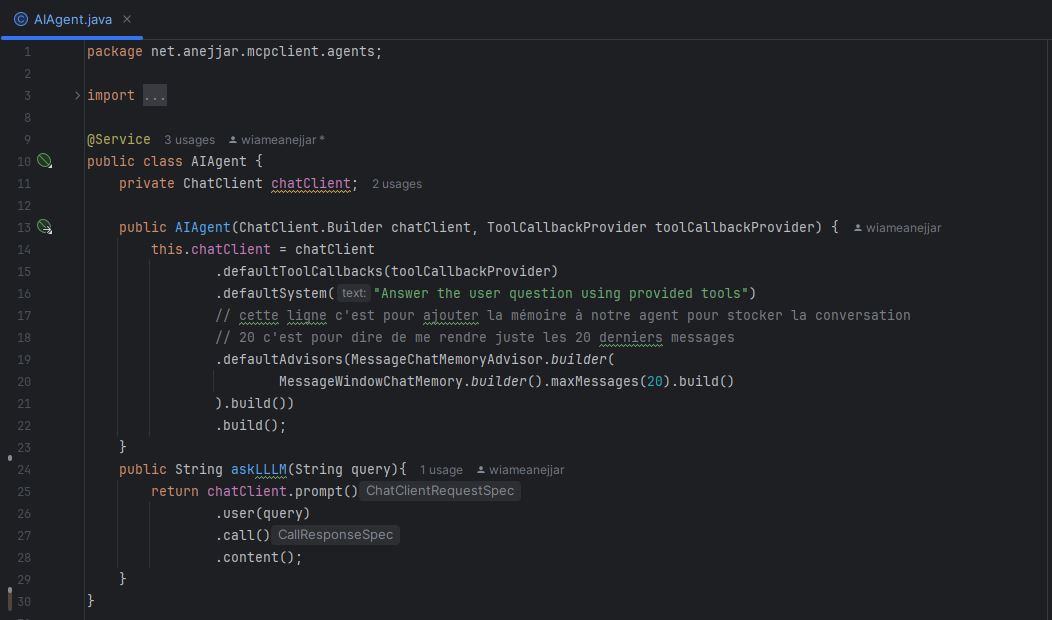 AIAgent.java
1 package net.anejjar.mcpclient.agents;
2
3 import ...
8
9 @Service 3 usages wiameanejjar *
10 public class AIAgent {
11 private ChatClient chatClient; 2 usages
12
13 public AIAgent(ChatClient.Builder chatClient, ToolCallbackProvider toolCallbackProvider) { wiameanejjar
14 this.chatClient = chatClient
15 .defaultToolCallbacks(toolCallbackProvider)
16 .defaultSystem( text: "Answer the user question using provided tools")
17 // cette ligne c'est pour ajouter la mémoire à notre agent pour stocker la conversation
18 // 20 c'est pour dire de me rendre juste les 20 derniers messages
19 .defaultAdvisors(MessageChatMemoryAdvisor.builder(
20 MessageWindowChatMemory.builder().maxMessages(20).build()
21 ).build())
22 .build();
23 }
24 public String askLLLM(String query){ 1 usage wiameanejjar
25 return chatClient.prompt() ChatClientRequestSpec
26 .user(query)
27 .call() CallResponseSpec
28 .content();
29 }
30 }